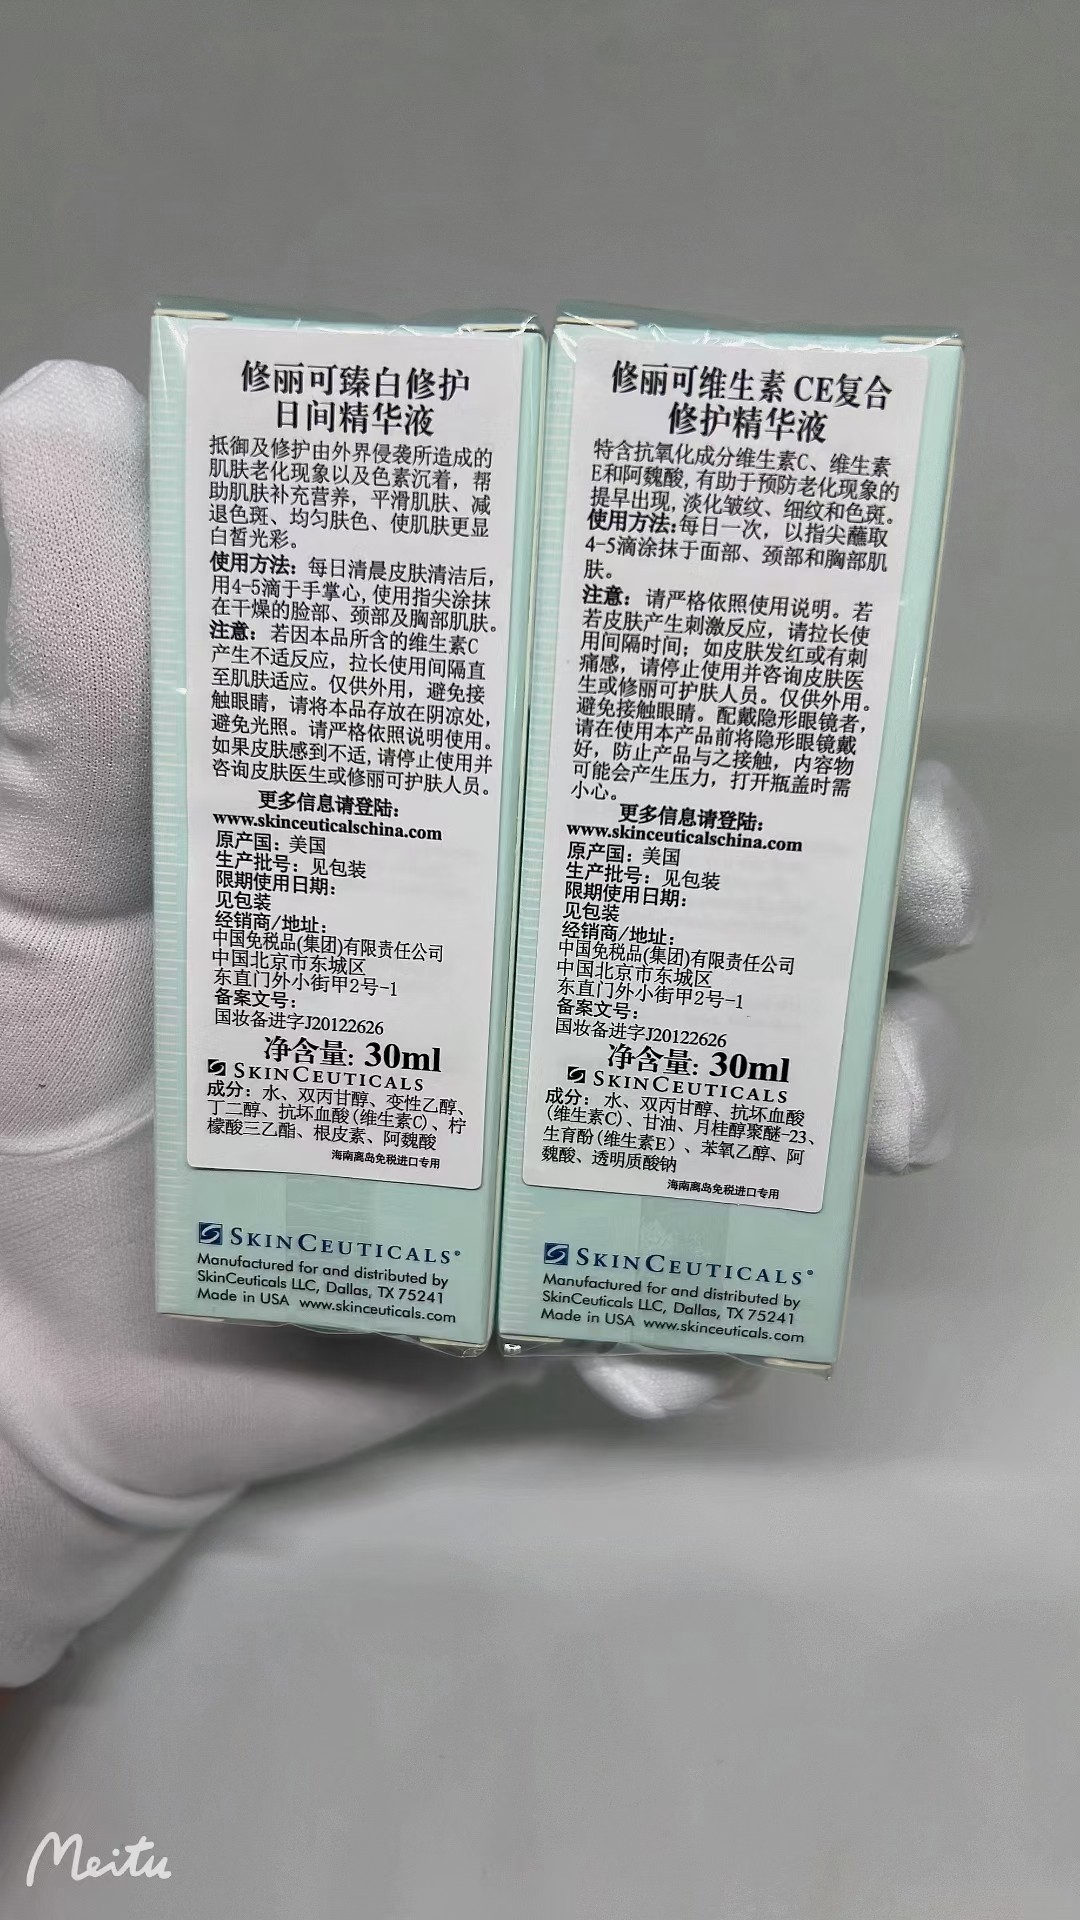 修丽可臻白修护
日间精华液
抵御及修护由外界侵袭所造成的
肌肤老化现象以及色素沉着，帮
助肌肤补充营养，平滑肌肤、减
退色斑、均匀肤色、使肌肤更显
白皙光彩。
使用方法：每日清晨皮肤清洁后，
用4-5滴于手掌心,使用指尖涂抹
在干燥的脸部、颈部及胸部肌肤。
注意：若因本品所含的维生素C
产生不适反应，拉长使用间隔直
至肌肤适应。仅供外用，避免接
触眼睛，请将本品存放在阴凉处，
避免光照。请严格依照说明使用。
如果皮肤感到不适,请停止使用并
咨询皮肤医生或修丽可护肤人员。
更多信息请登陆：
www.skinceuticalschina.com
原产国：美国
生产批号：见包装
限期使用日期：
见包装
经销商/地址：
中国免税品(集团)有限责任公司
中国北京市东城区
东直门外小街甲2号-1
备案文号：
国妆备进字J20122626
净含量：30ml
SKINCEUTICALS
成分：水、双丙甘醇、变性乙醇、
丁二醇、抗坏血酸(维生素C)、柠
檬酸三乙酯、根皮素、阿魏酸
海南离岛免税进口专用
SKINCEUTICALS®
Manufactured for and distributed by
SkinCeuticals LLC, Dallas, TX 75241
Made in USA www.skinceuticals.com
修丽可维生素 CE复合
修护精华液
特含抗氧化成分维生素C、维生素
E和阿魏酸,有助于预防老化现象的
提早出现,淡化皱纹、细纹和色斑。
使用方法:每日一次，以指尖蘸取
4-5滴涂抹于面部、颈部和胸部肌
肤。
注意：请严格依照使用说明。若
若皮肤产生刺激反应，请拉长使
用间隔时间；如皮肤发红或有刺
痛感，请停止使用并咨询皮肤医
生或修丽可护肤人员。仅供外用。
避免接触眼睛。配戴隐形眼镜者，
请在使用本产品前将隐形眼镜戴
好，防止产品与之接触，内容物
可能会产生压力，打开瓶盖时需
小心。
更多信息请登陆：
www.skinceuticalschina.com
原产国：美国
生产批号：见包装
限期使用日期：
见包装
经销商/地址：
中国免税品(集团)有限责任公司
中国北京市东城区
东直门外小街甲2号-1
备案文号：
国妆备进字J20122626
净含量：30ml
SKINCEUTICALS
成分：水、双丙甘醇、抗坏血酸
(维生素C)、甘油、月桂醇聚醚-23、
生育酚(维生素E)、苯氧乙醇、阿
魏酸、透明质酸钠
海南离岛免税进口专用
SKINCEUTICALS®
Manufactured for and distributed by
SkinCeuticals LLC, Dallas, TX 75241
Made in USA www.skinceuticals.com
Meitu